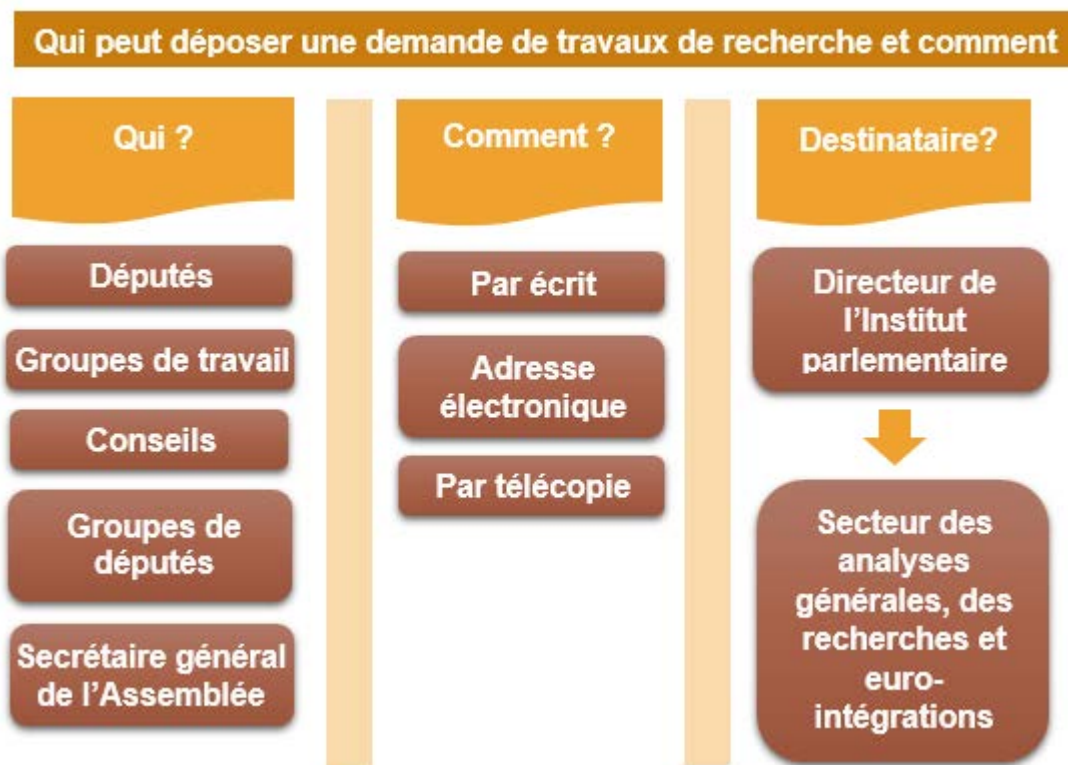 Qui peut déposer une demande de travaux de recherche et comment
Qui ?
Députés
Groupes de travail
Conseils
Groupes de
députés
Secrétaire général
de l'Assemblée
Comment ?
Par écrit
Adresse
électronique
Par télécopie
Destinataire?
Directeur de
l'Institut
parlementaire
Secteur des
analyses
générales, des
recherches et
euro-
intégrations